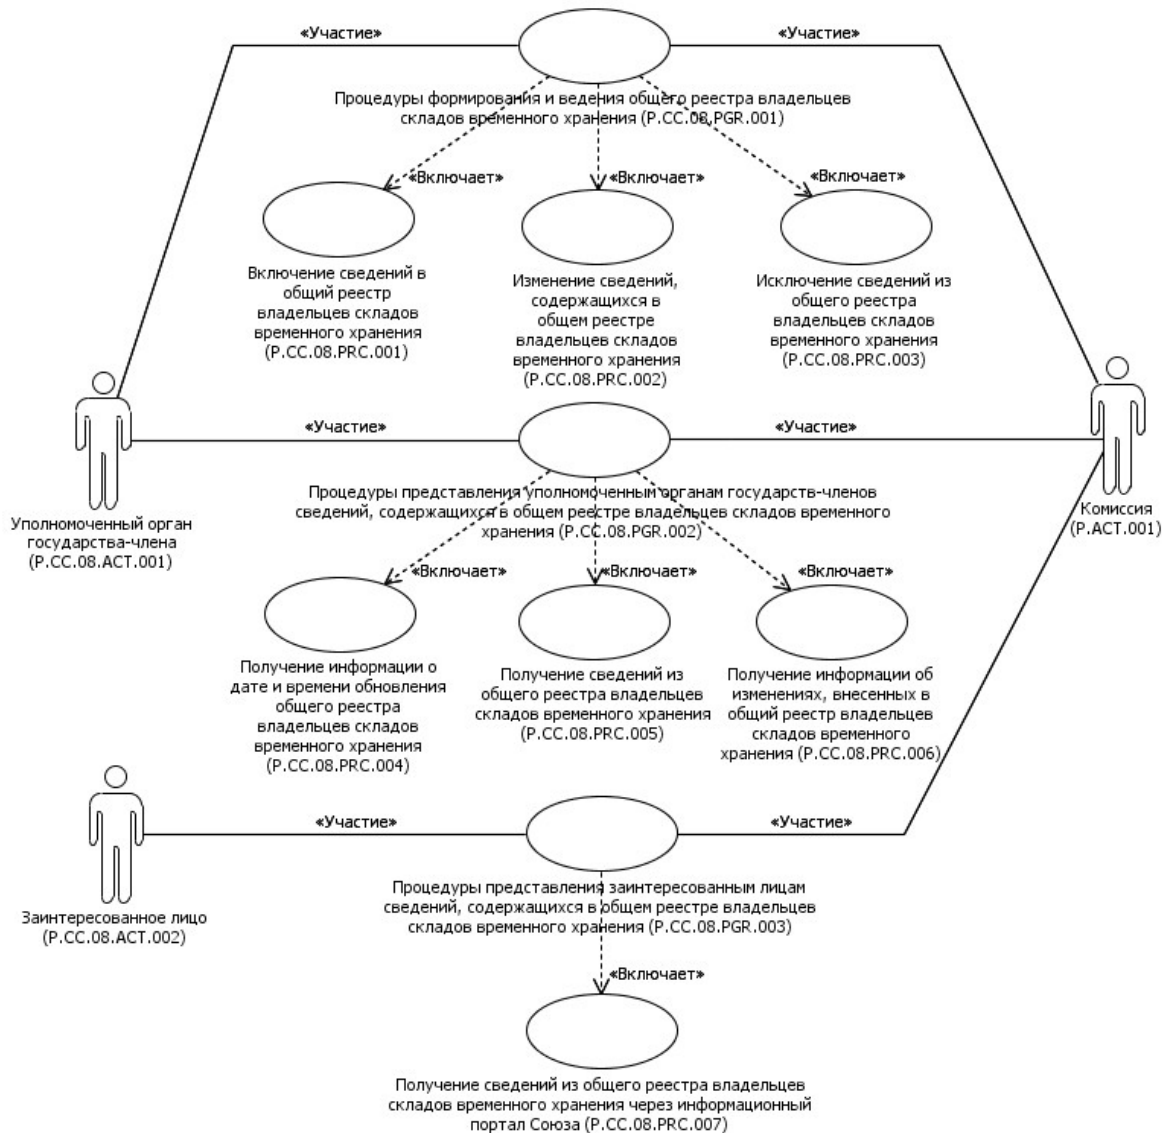 «Участие»
«Участие»
Процедуры формирования и ведения общего реестра владельцев
складов временного хранения (P.CC.08.PGR.001)
«Включает»
«Включает»
«Включает»
Включение сведений в
общий реестр
владельцев складов
временного хранения
(P.CC.08.PRC.001)
Изменение сведений,
содержащихся в
общем реестре
владельцев складов
временного хранения
(P.CC.08.PRC.002)
Исключение сведений из
общего реестра
владельцев складов
временного хранения
(P.CC.08.PRC.003)
«Участие»
«Участие»
Уполномоченный орган
государства-члена
(P.CC.08.ACT.001)
Процедуры представления уполномоченным органам государств-членов
сведений, содержащихся в общем реестре владельцев складов временного
хранения (P.CC.08.PGR.002)
Комиссия
(P.ACT.001)
«Включает»
«Включает»
«Включает»
Получение информации о
дате и времени обновления
общего реестра
владельцев складов
временного хранения
(P.CC.08.PRC.004)
Получение сведений из
общего реестра владельцев
складов временного хранения
(P.CC.08.PRC.005)
Получение информации об
изменениях, внесенных в
общий реестр владельцев
складов временного
хранения (P.CC.08.PRC.006)
«Участие»
«Участие»
Заинтересованное лицо
(P.CC.08.ACT.002)
Процедуры представления заинтересованным лицам
сведений, содержащихся в общем реестре владельцев
складов временного хранения (P.CC.08.PGR.003)
«Включает»
Получение сведений из общего реестра владельцев
складов временного хранения через информационный
портал Союза (P.CC.08.PRC.007)